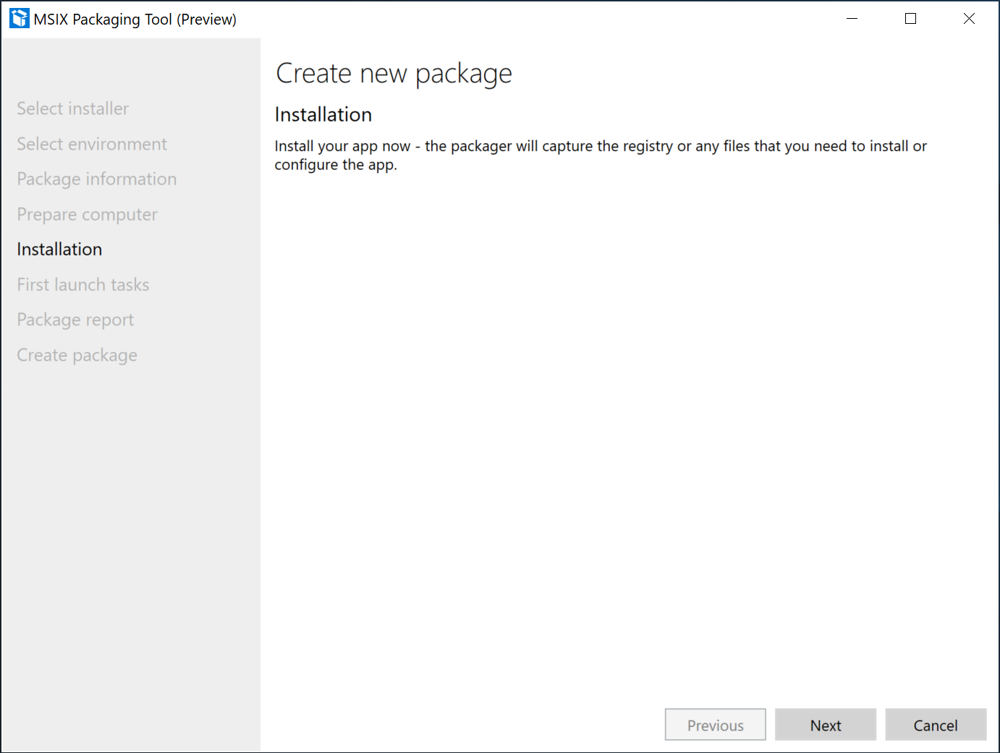 MSIX Packaging Tool (Preview)
Select installer
Select environment
Package information
Prepare computer
Installation
First launch tasks
Package report
Create package
Create new package
Installation
Install your app now - the packager will capture the registry or any files that you need to install or
configure the app.
Previous
Next
Cancel